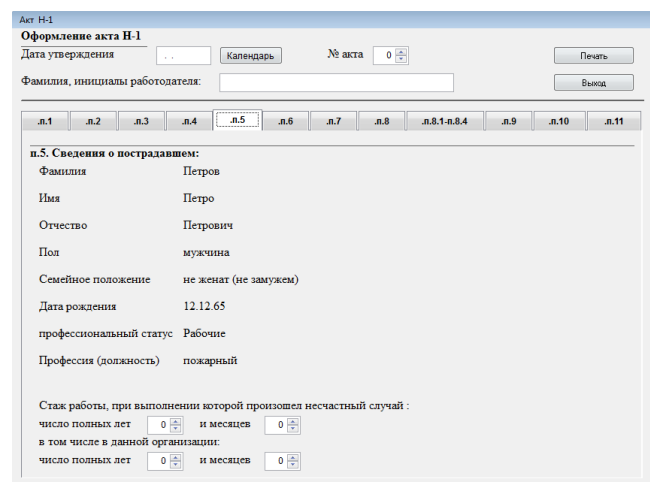 Акт Н-1
Оформление акта Н-1
Дата утверждения . . Календарь № акта 0 Печать
Фамилия, инициалы работодателя: Выход
.п.1 .п.2 .п.3 .п.4 .п.5 .п.6 .п.7 .п.8 .п.8.1-п.8.4 .п.9 .п.10 .п.11
п.5. Сведения о пострадавшем:
Фамилия Петров
Имя Петро
Отчество Петрович
Пол мужчина
Семейное положение не женат (не замужем)
Дата рождения 12.12.65
профессиональный статус Рабочие
Профессия (должность) пожарный
Стаж работы, при выполнении которой произошел несчастный случай :
число полных лет 0 и месяцев 0
в том числе в данной организации:
число полных лет 0 и месяцев 0